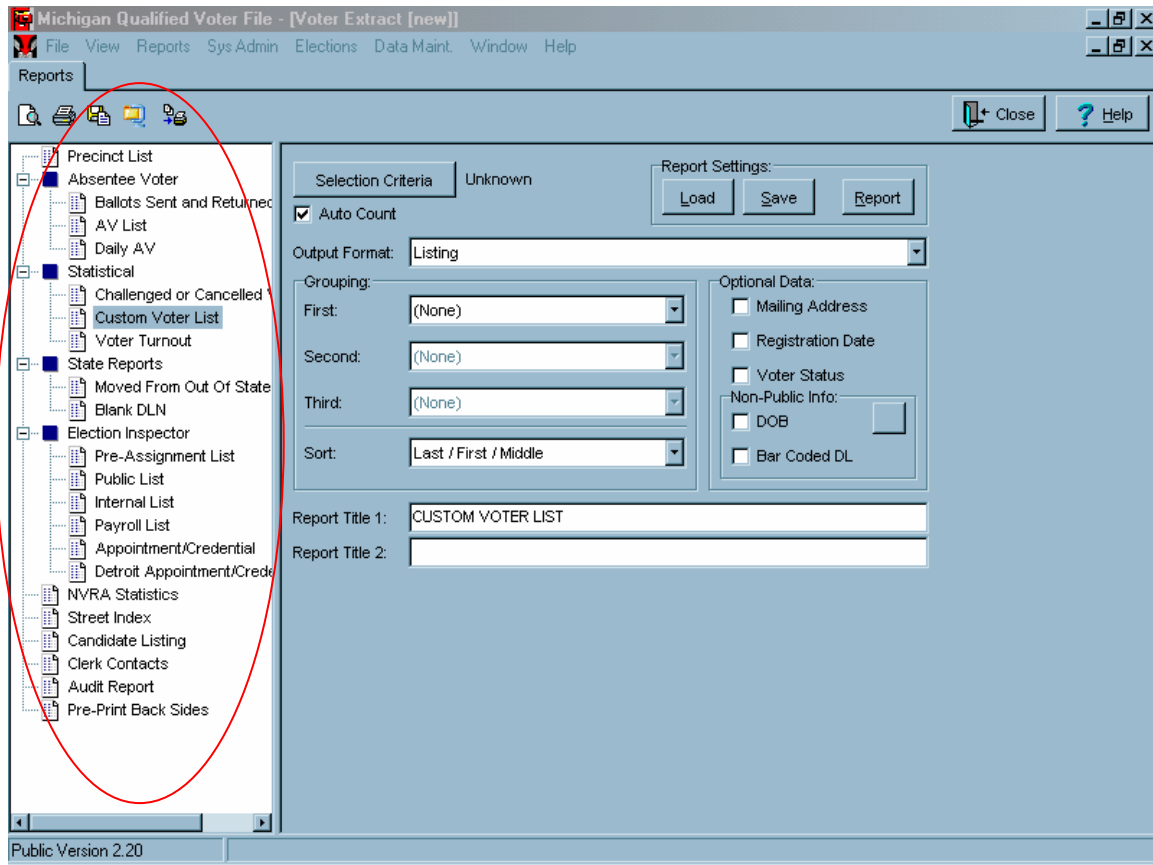 Michigan Qualified Voter File - [Voter Extract [new]]
File View Reports Sys Admin Elections Data Maint. Window Help
Reports
Close Help
Precinct List
Absentee Voter
Ballots Sent and Returned
AV List
Daily AV
Statistical
Challenged or Cancelled
Custom Voter List
Voter Turnout
State Reports
Moved From Out Of State
Blank DLN
Election Inspector
Pre-Assignment List
Public List
Internal List
Payroll List
Appointment/Credential
Detroit Appointment/Crede
NVRA Statistics
Street Index
Candidate Listing
Clerk Contacts
Audit Report
Pre-Print Back Sides
Selection Criteria Unknown
Auto Count
Report Settings:
Load Save Report
Output Format: Listing
Grouping:
First: (None)
Second: (None)
Third: (None)
Sort: Last / First / Middle
Optional Data:
Mailing Address
Registration Date
Voter Status
Non-Public Info:
DOB
Bar Coded DL
Report Title 1: CUSTOM VOTER LIST
Report Title 2:
Public Version 2.20